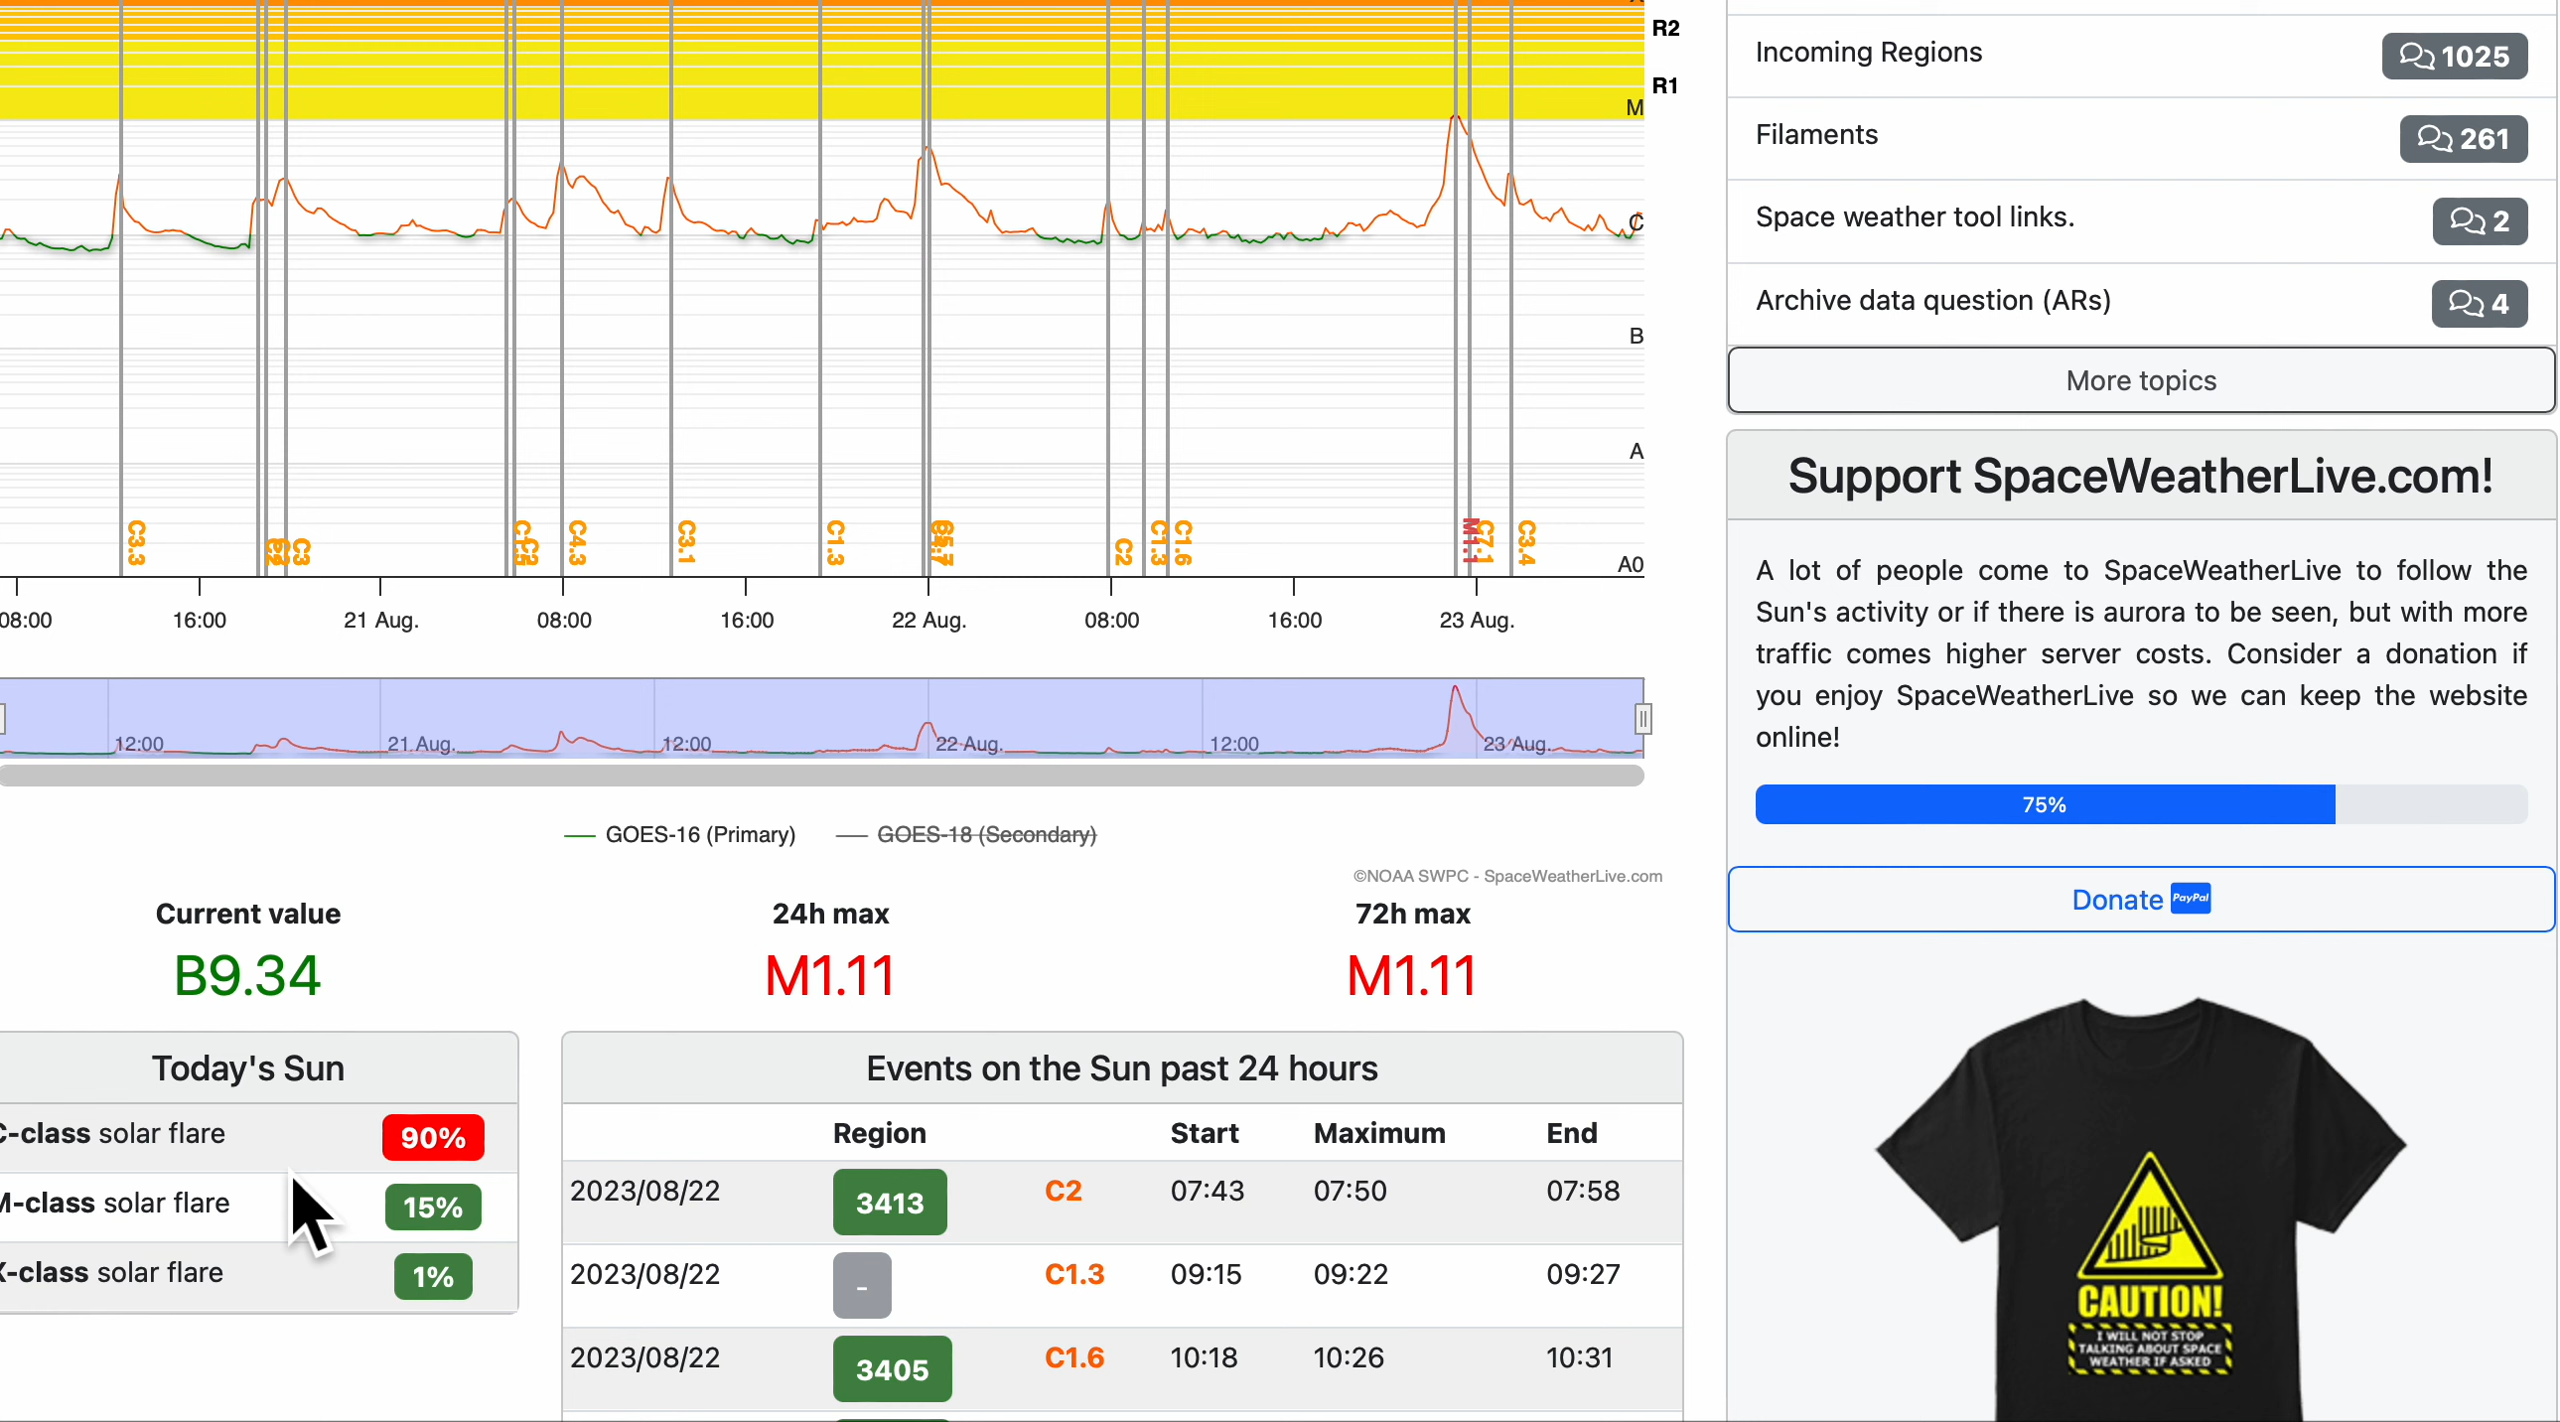 R2
R1
M
C
B
A
A0
C3.3
C3
C2
C4.3
C3.1
C1.3
C2
C1.3
C1.6
M1.1
C7.1
C3.4
08:00
16:00
21 Aug.
08:00
16:00
22 Aug.
08:00
16:00
23 Aug.
12:00
21 Aug.
12:00
22 Aug.
12:00
23 Aug.
GOES-16 (Primary)
GOES-18 (Secondary)
©NOAA SWPC - SpaceWeatherLive.com
Current value
24h max
72h max
B9.34
M1.11
M1.11
Today's Sun
C-class solar flare 90%
M-class solar flare 15%
X-class solar flare 1%
Events on the Sun past 24 hours
Region Start Maximum End
2023/08/22 3413 C2 07:43 07:50 07:58
2023/08/22 - C1.3 09:15 09:22 09:27
2023/08/22 3405 C1.6 10:18 10:26 10:31
Incoming Regions 1025
Filaments 261
Space weather tool links. 2
Archive data question (ARs) 4
More topics
Support SpaceWeatherLive.com!
A lot of people come to SpaceWeatherLive to follow the
Sun's activity or if there is aurora to be seen, but with more
traffic comes higher server costs. Consider a donation if
you enjoy SpaceWeatherLive so we can keep the website
online!
75%
Donate PayPal
CAUTION!
I WILL NOT STOP
TALKING ABOUT SPACE
WEATHER IF ASKED